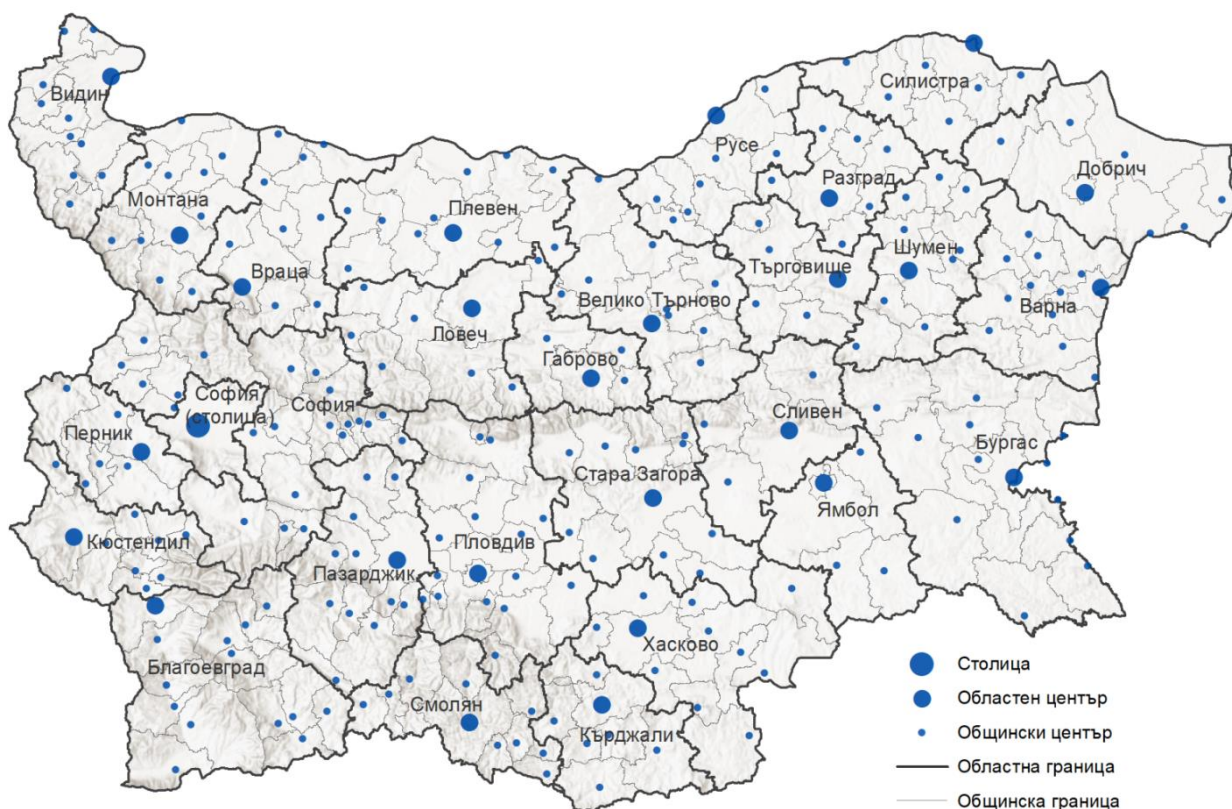 Видин
Силистра
Русе
Добрич
Разград
Монтана
Плевен
Шумен
Търговище
Враца
Велико Търново
Варна
Ловеч
Габрово
София
(столица)
София
Сливен
Перник
Бургас
Стара Загора
Ямбол
Кюстендил
Пловдив
Пазарджик
Хасково
Благоевград
Смолян
Кърджали
Столица
Областен център
Общински център
Областна граница
Общинска граница